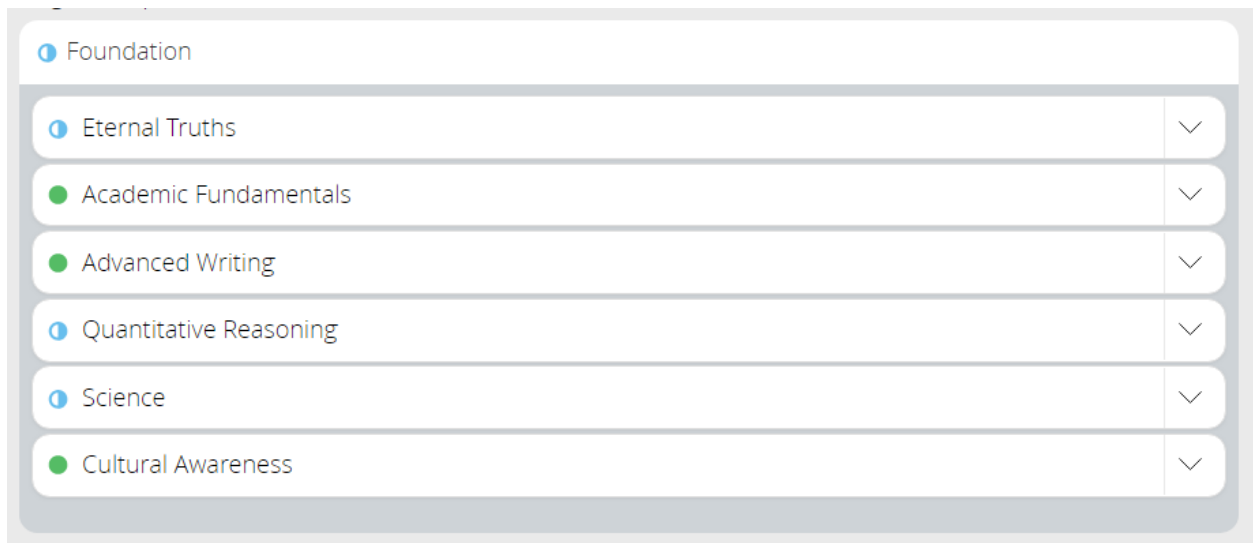 Foundation
Eternal Truths
Academic Fundamentals
Advanced Writing
Quantitative Reasoning
Science
Cultural Awareness